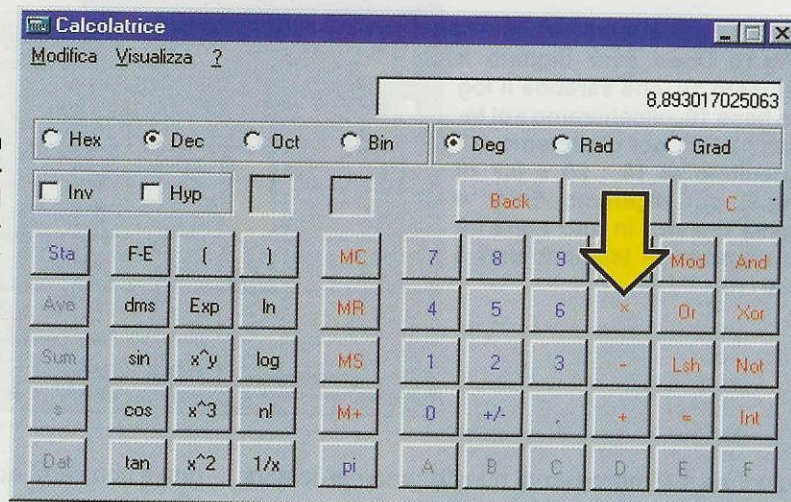 Calcolatrice
Modifica Visualizza ?
8,893017025063
Hex Dec Oct Bin Deg Rad Grad
Inv Hyp Back C
Sta F-E ( ) MC 7 8 9 Mod And
Ave dms Exp ln MR 4 5 6 * Or Xor
Sum sin x^y log MS 1 2 3 - Lsh Not
s cos x^3 n! M+ 0 +/- , + = Int
Dat tan x^2 1/x pi A B C D E F